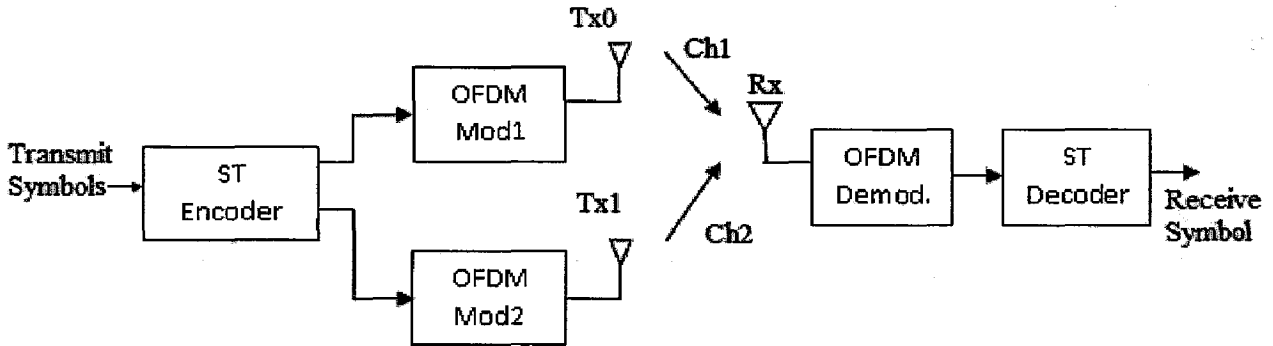 Tx0
Ch1
OFDM
Mod1
Rx
Transmit
Symbols
ST
Encoder
OFDM
Demod.
ST
Decoder
Receive
Symbol
Tx1
Ch2
OFDM
Mod2